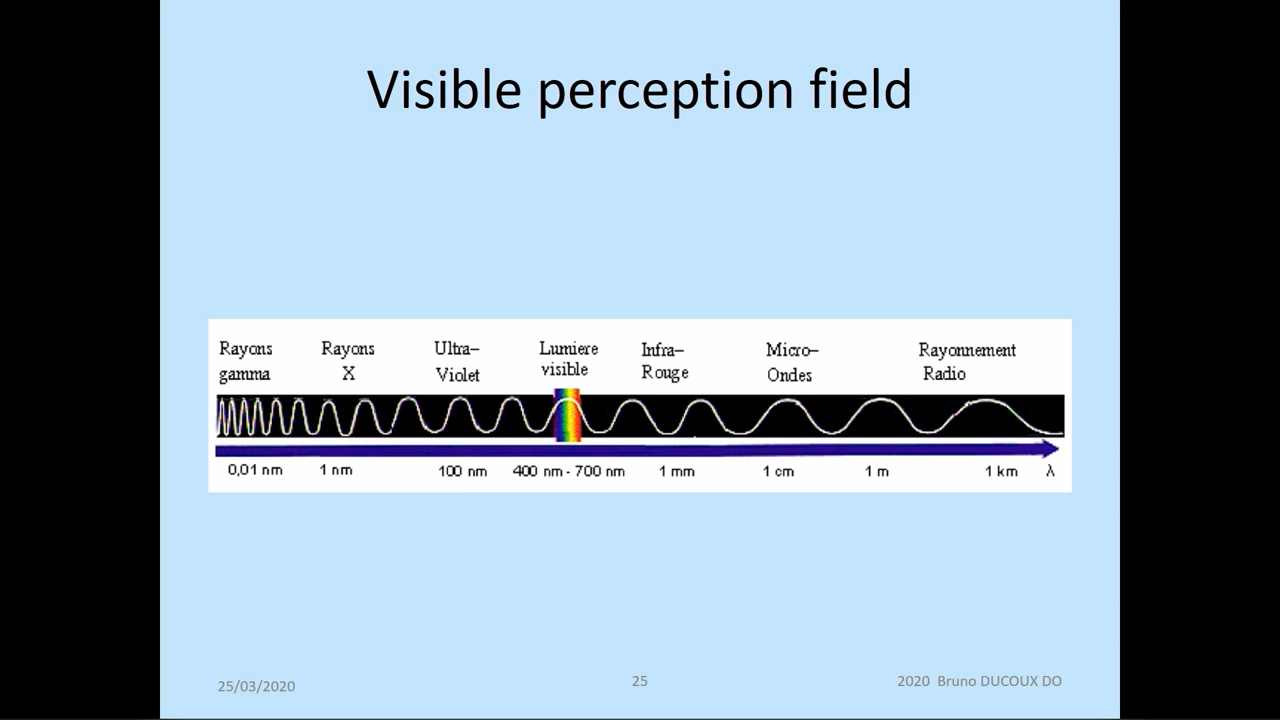 Visible perception field
Rayons Rayons Ultra– Lumiere Infra– Micro– Rayonnement
gamma X Violet visible Rouge Ondes Radio
0,01 nm 1 nm 100 nm 400 nm - 700 nm 1 mm 1 cm 1 m 1 km λ
25/03/2020 25 2020 Bruno DUCOUX DO